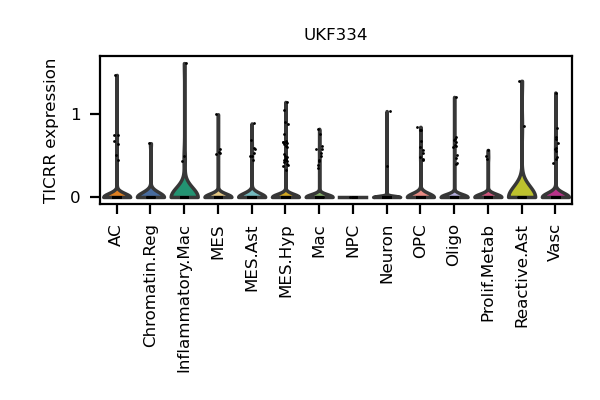 UKF334
TICRR expression
1
0
AC
Chromatin.Reg
Inflammatory.Mac
MES
MES.Ast
MES.Hyp
Mac
NPC
Neuron
OPC
Oligo
Prolif.Metab
Reactive.Ast
Vasc